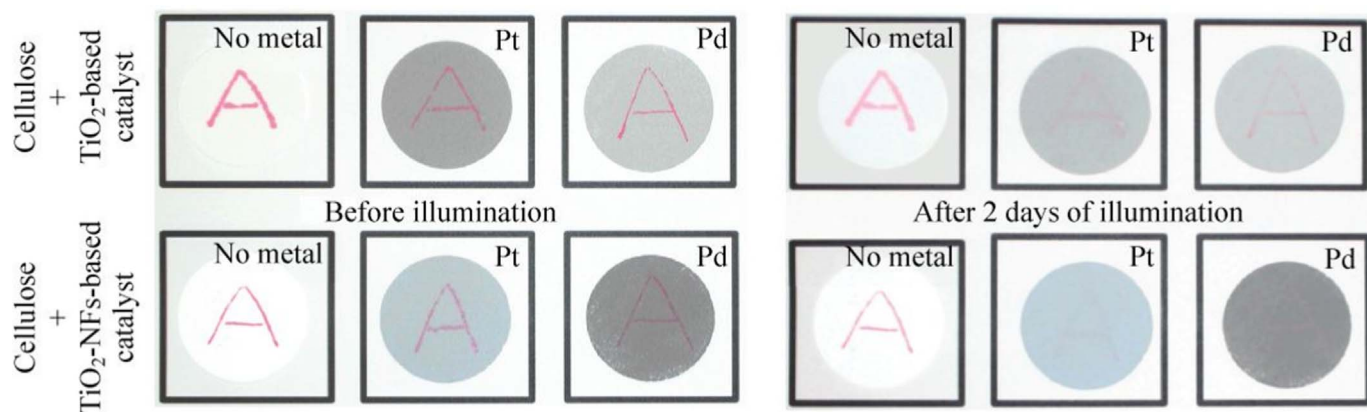 Cellulose
+
TiO₂-based
catalyst
No metal
A
Pt
A
Pd
A
No metal
A
Pt
A
Pd
A
Before illumination
After 2 days of illumination
Cellulose
+
TiO₂-NFs-based
catalyst
No metal
A
Pt
A
Pd
A
No metal
A
Pt
A
Pd
A